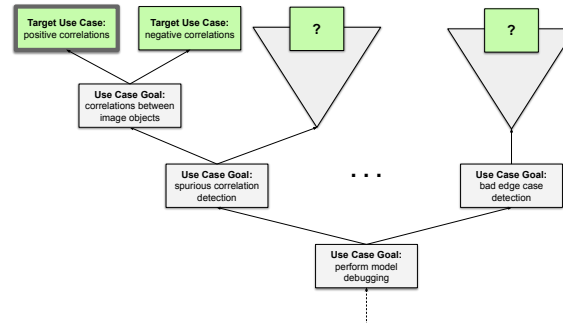 Target Use Case:
positive correlations
Target Use Case:
negative correlations
?
?
Use Case Goal:
correlations between
image objects
Use Case Goal:
spurious correlation
detection
. . .
Use Case Goal:
bad edge case
detection
Use Case Goal:
perform model
debugging